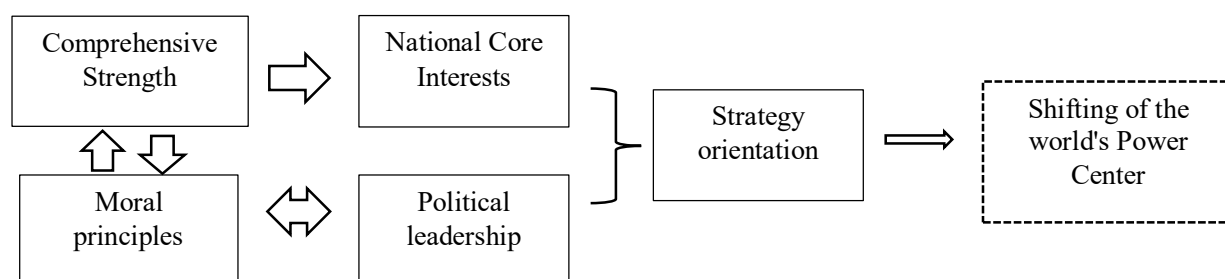 Comprehensive
Strength
National Core
Interests
Strategy
orientation
Shifting of the
world's Power
Center
Moral
principles
Political
leadership